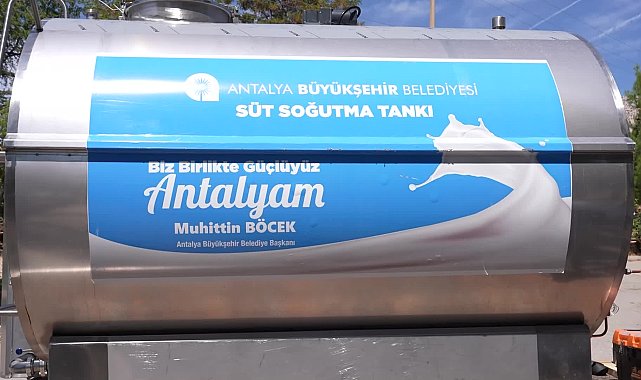 ANTALYA BÜYÜKŞEHİR BELEDİYESİ
SÜT SOĞUTMA TANKI
Biz Birlikte Güçlüyüz
Antalyam
Muhittin BÖCEK
Antalya Büyükşehir Belediye Başkanı